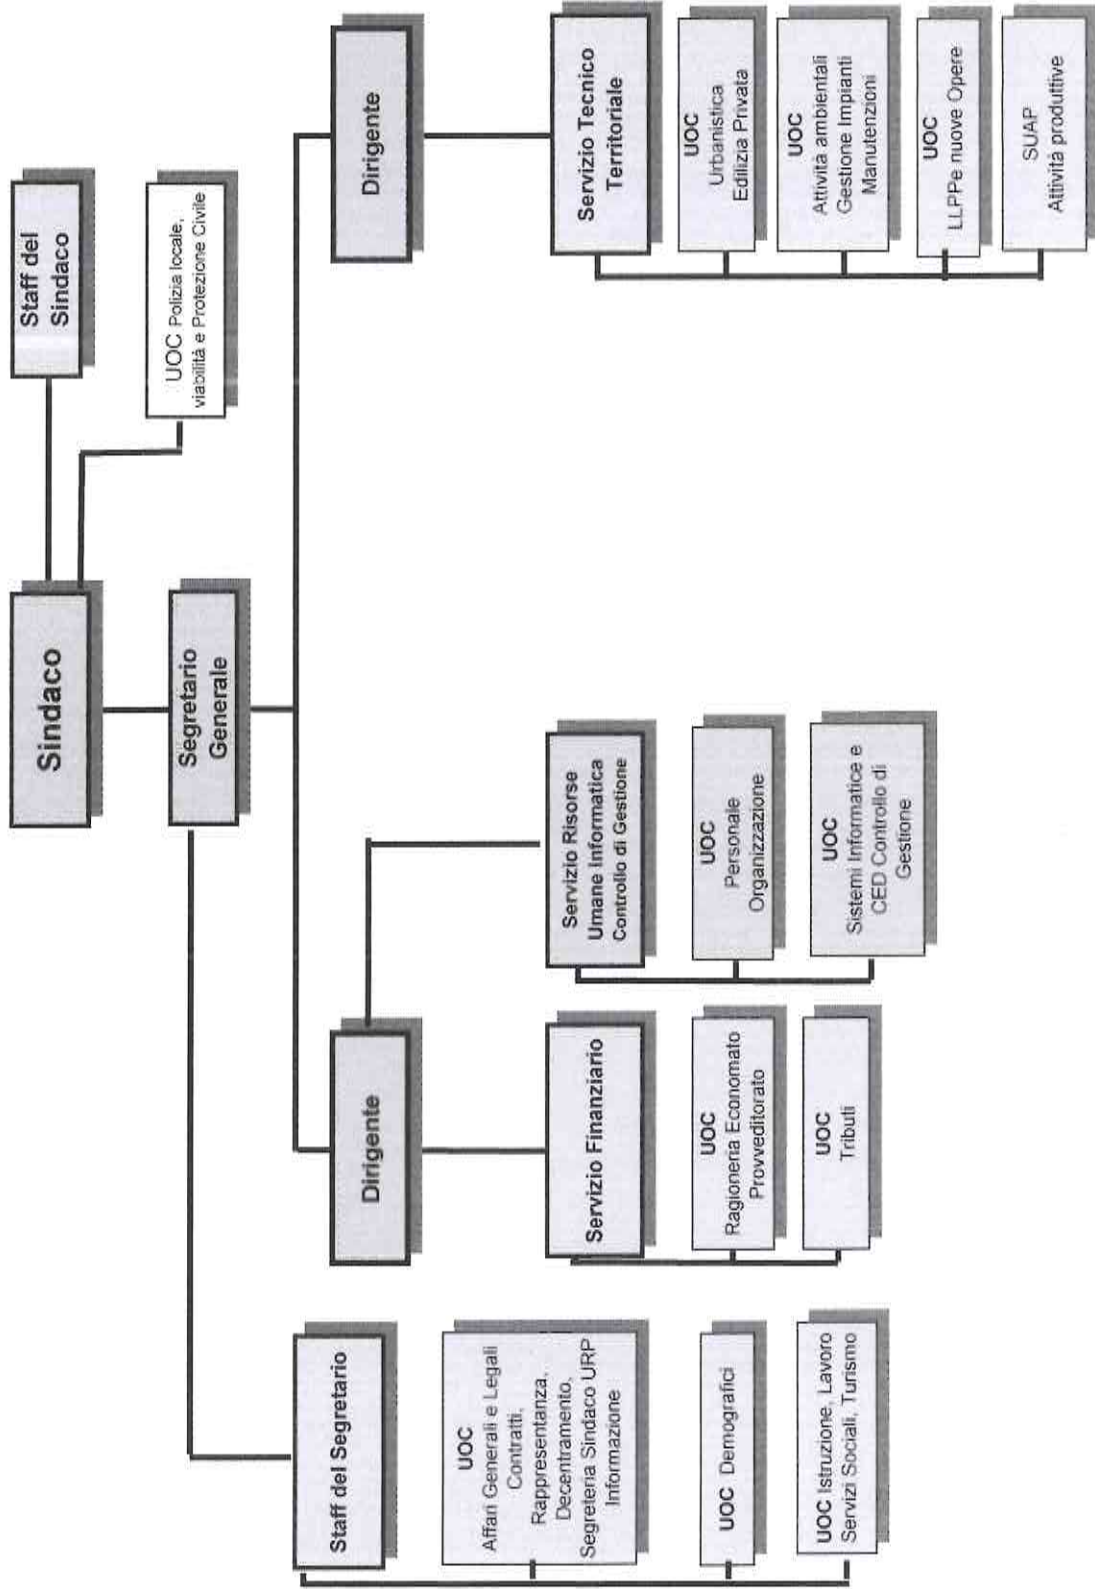 Sindaco
Staff del
Sindaco
UOC Polizia locale,
viabilità e Protezione Civile
Segretario
Generale
Staff del Segretario
UOC
Affari Generali e Legali
Contratti,
Rappresentanza,
Decentramento,
Segreteria Sindaco URP
Informazione
UOC Demografici
UOC Istruzione, Lavoro
Servizi Sociali, Turismo
Dirigente
Servizio Finanziario
UOC
Ragioneria Economato
Provveditorato
UOC
Tributi
Servizio Risorse
Umane Informatica
Controllo di Gestione
UOC
Personale
Organizzazione
UOC
Sistemi Informatice e
CED Controllo di
Gestione
Dirigente
Servizio Tecnico
Territoriale
UOC
Urbanistica
Edilizia Privata
UOC
Attività ambientali
Gestione Impianti
Manutenzioni
UOC
LLPPe nuove Opere
SUAP
Attività produttive